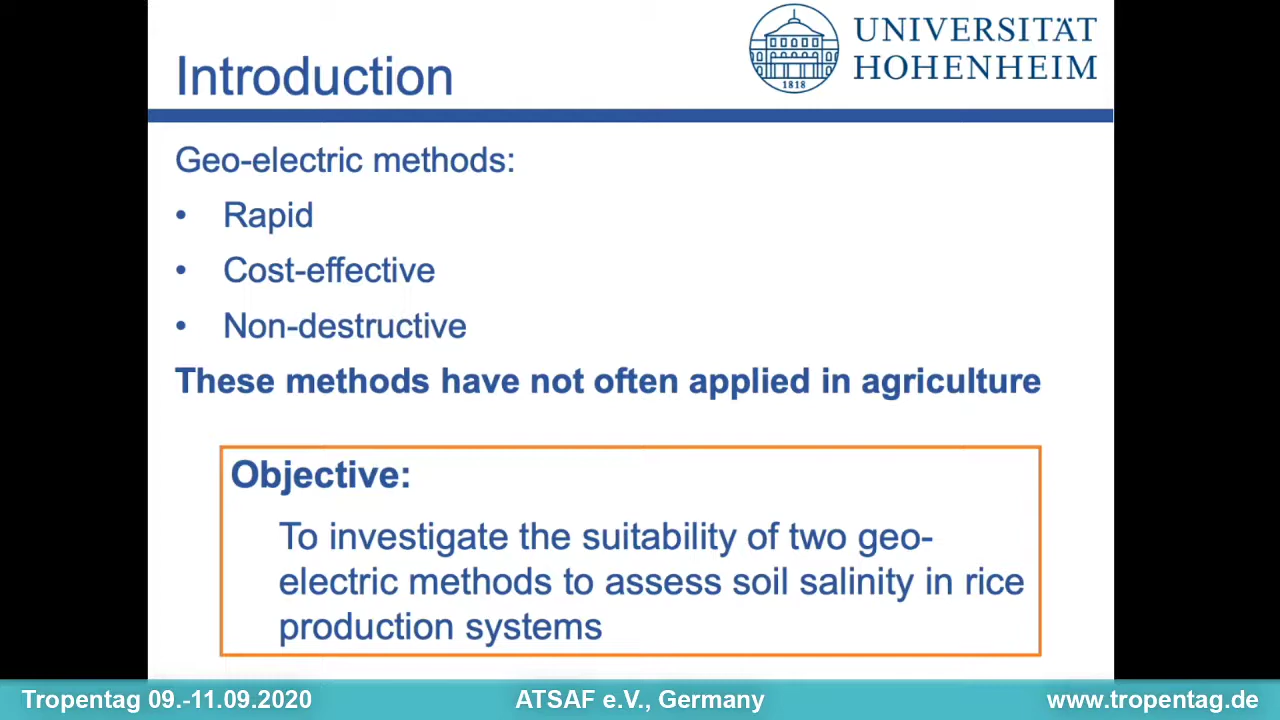 Introduction
UNIVERSITÄT
HOHENHEIM
1818
Geo-electric methods:
• Rapid
• Cost-effective
• Non-destructive
These methods have not often applied in agriculture
Objective:
To investigate the suitability of two geo-
electric methods to assess soil salinity in rice
production systems
Tropentag 09.-11.09.2020
ATSAF e.V., Germany
www.tropentag.de